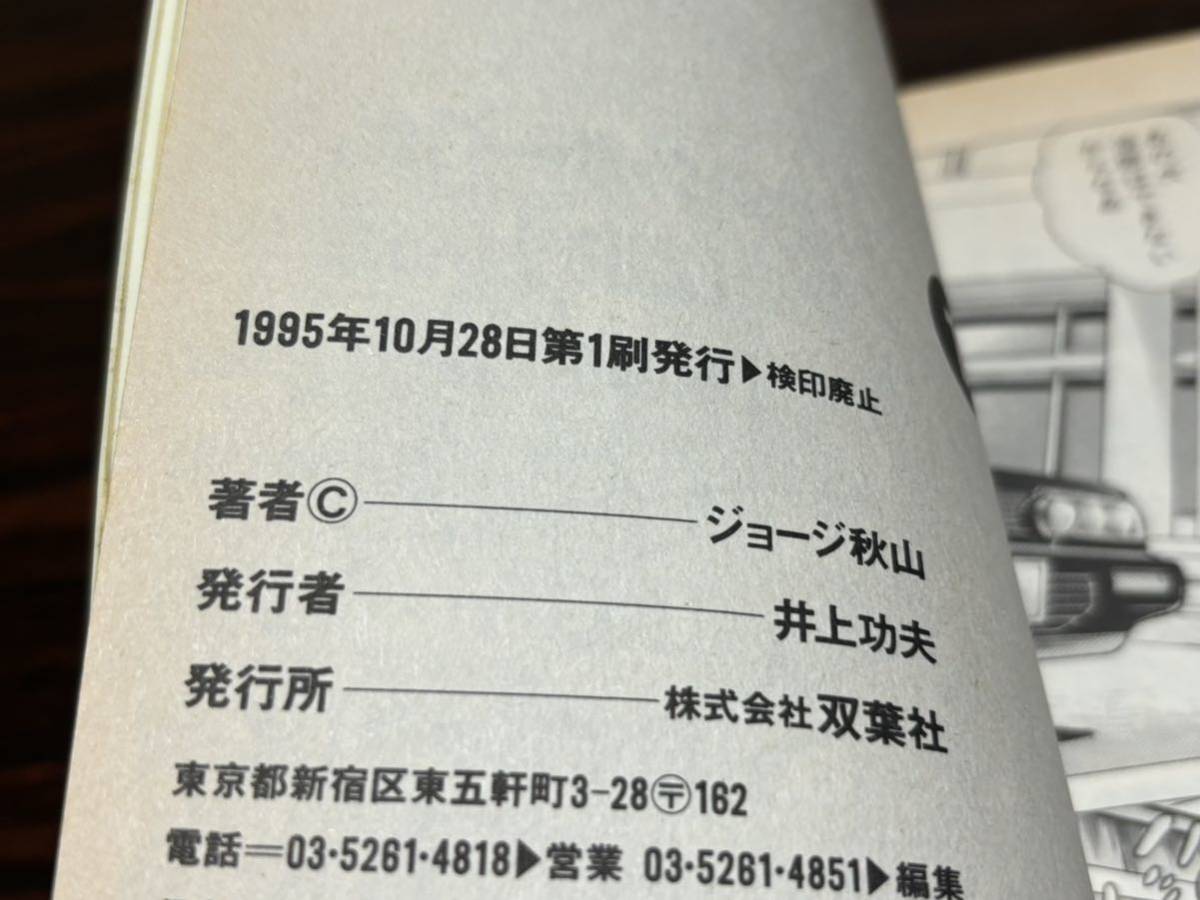 1995年10月28日第1刷発行▶検印廃止
著者©――――ジョージ秋山
発行者――――井上功夫
発行所――――株式会社双葉社
東京都新宿区東五軒町3-28〒162
電話=03・5261・4818▶営業 03・5261・4851▶編集